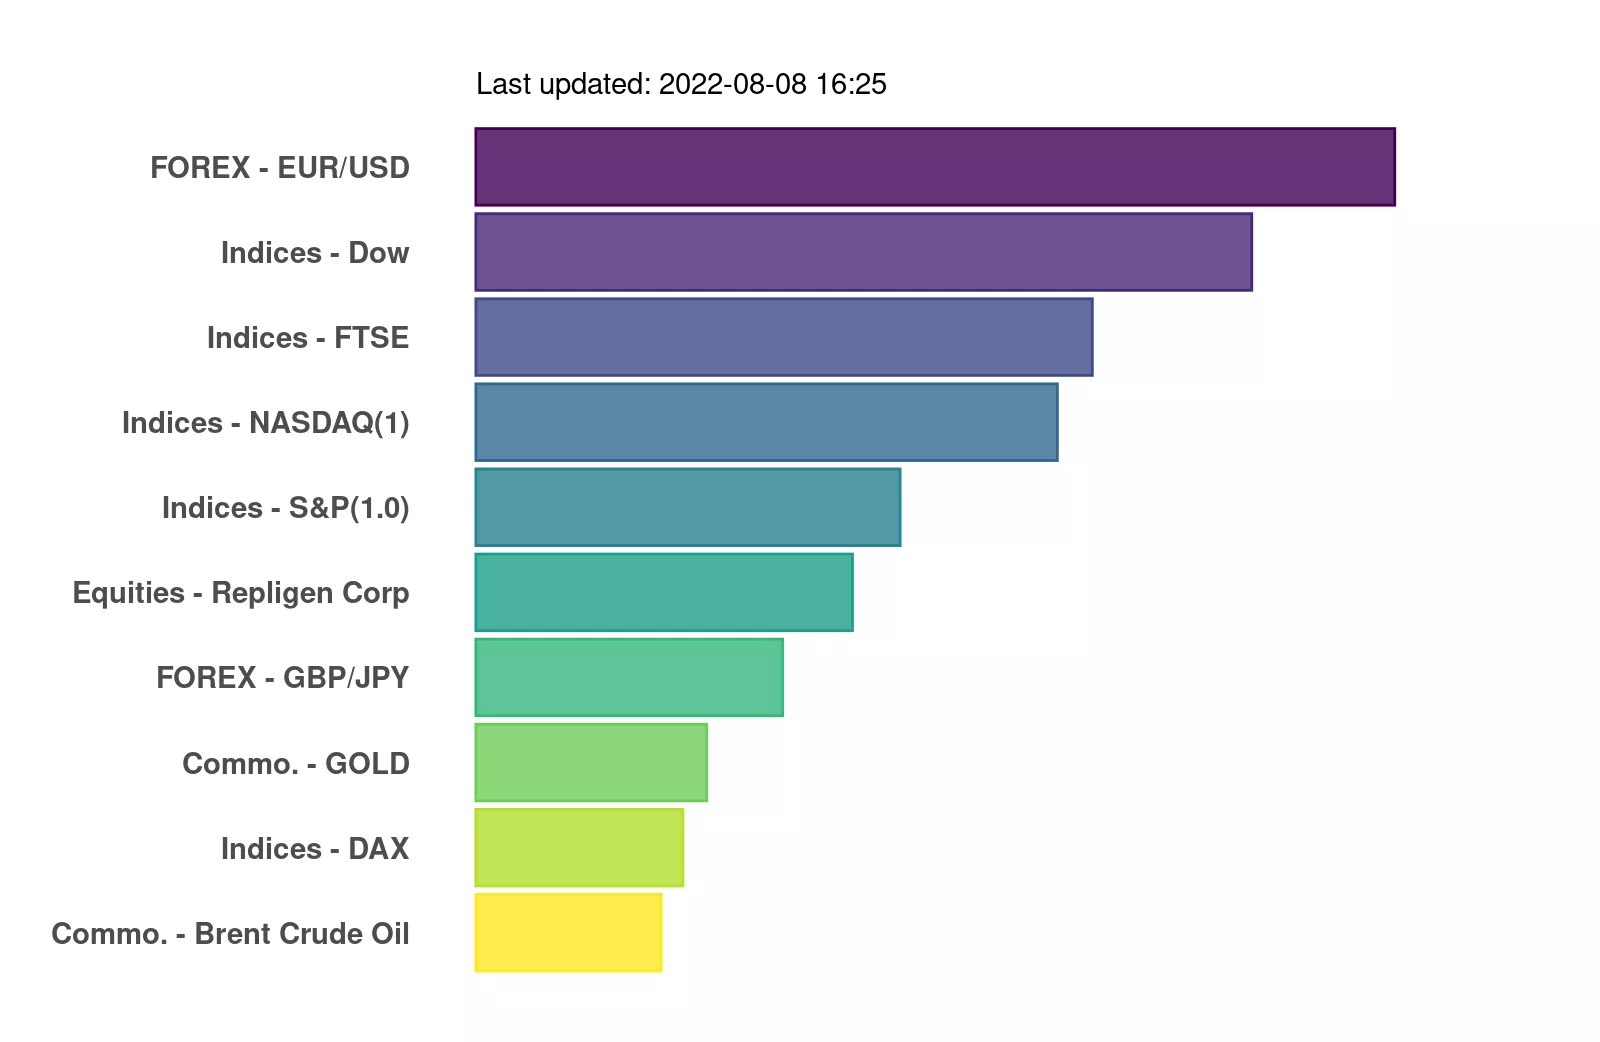 Last updated: 2022-08-08 16:25
FOREX - EUR/USD
Indices - Dow
Indices - FTSE
Indices - NASDAQ(1)
Indices - S&P(1.0)
Equities - Repligen Corp
FOREX - GBP/JPY
Commo. - GOLD
Indices - DAX
Commo. - Brent Crude Oil